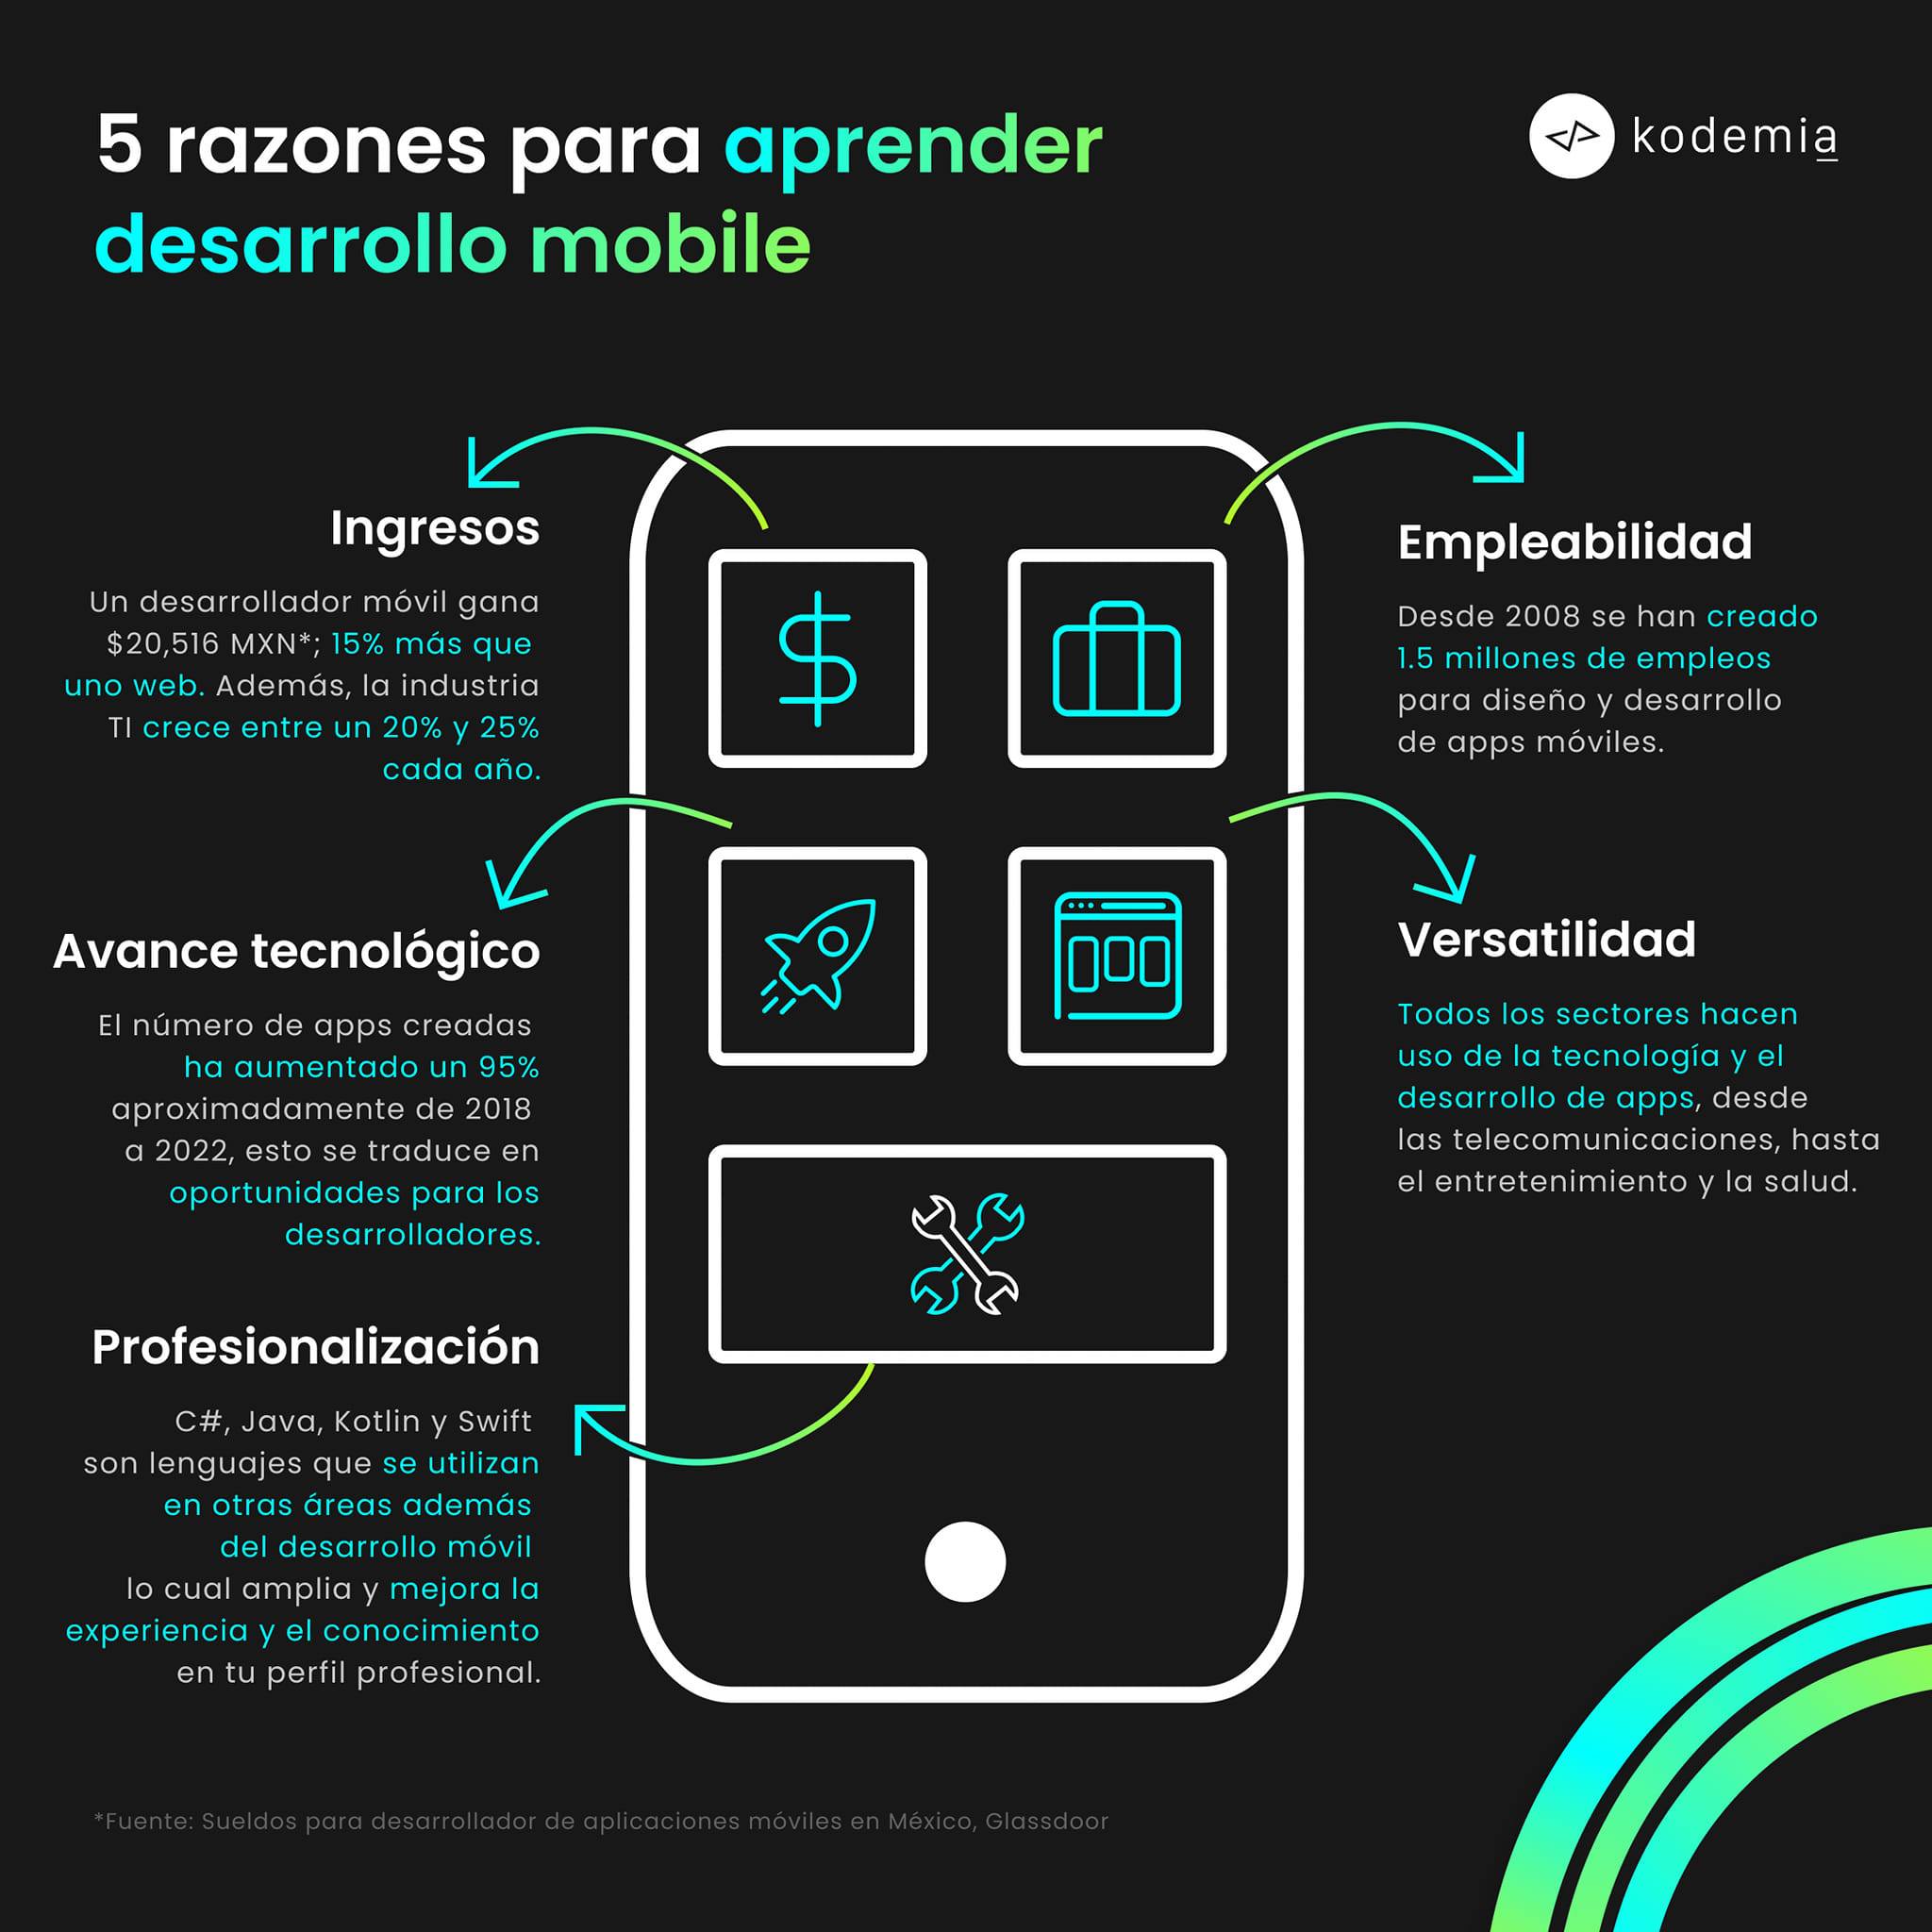 5 razones para aprender
desarrollo mobile
</> kodemia
Ingresos
Un desarrollador móvil gana
$20,516 MXN*; 15% más que
uno web. Además, la industria
TI crece entre un 20% y 25%
cada año.
Empleabilidad
Desde 2008 se han creado
1.5 millones de empleos
para diseño y desarrollo
de apps móviles.
Avance tecnológico
El número de apps creadas
ha aumentado un 95%
aproximadamente de 2018
a 2022, esto se traduce en
oportunidades para los
desarrolladores.
Versatilidad
Todos los sectores hacen
uso de la tecnología y el
desarrollo de apps, desde
las telecomunicaciones, hasta
el entretenimiento y la salud.
Profesionalización
C#, Java, Kotlin y Swift
son lenguajes que se utilizan
en otras áreas además
del desarrollo móvil
lo cual amplia y mejora la
experiencia y el conocimiento
en tu perfil profesional.
*Fuente: Sueldos para desarrollador de aplicaciones móviles en México, Glassdoor